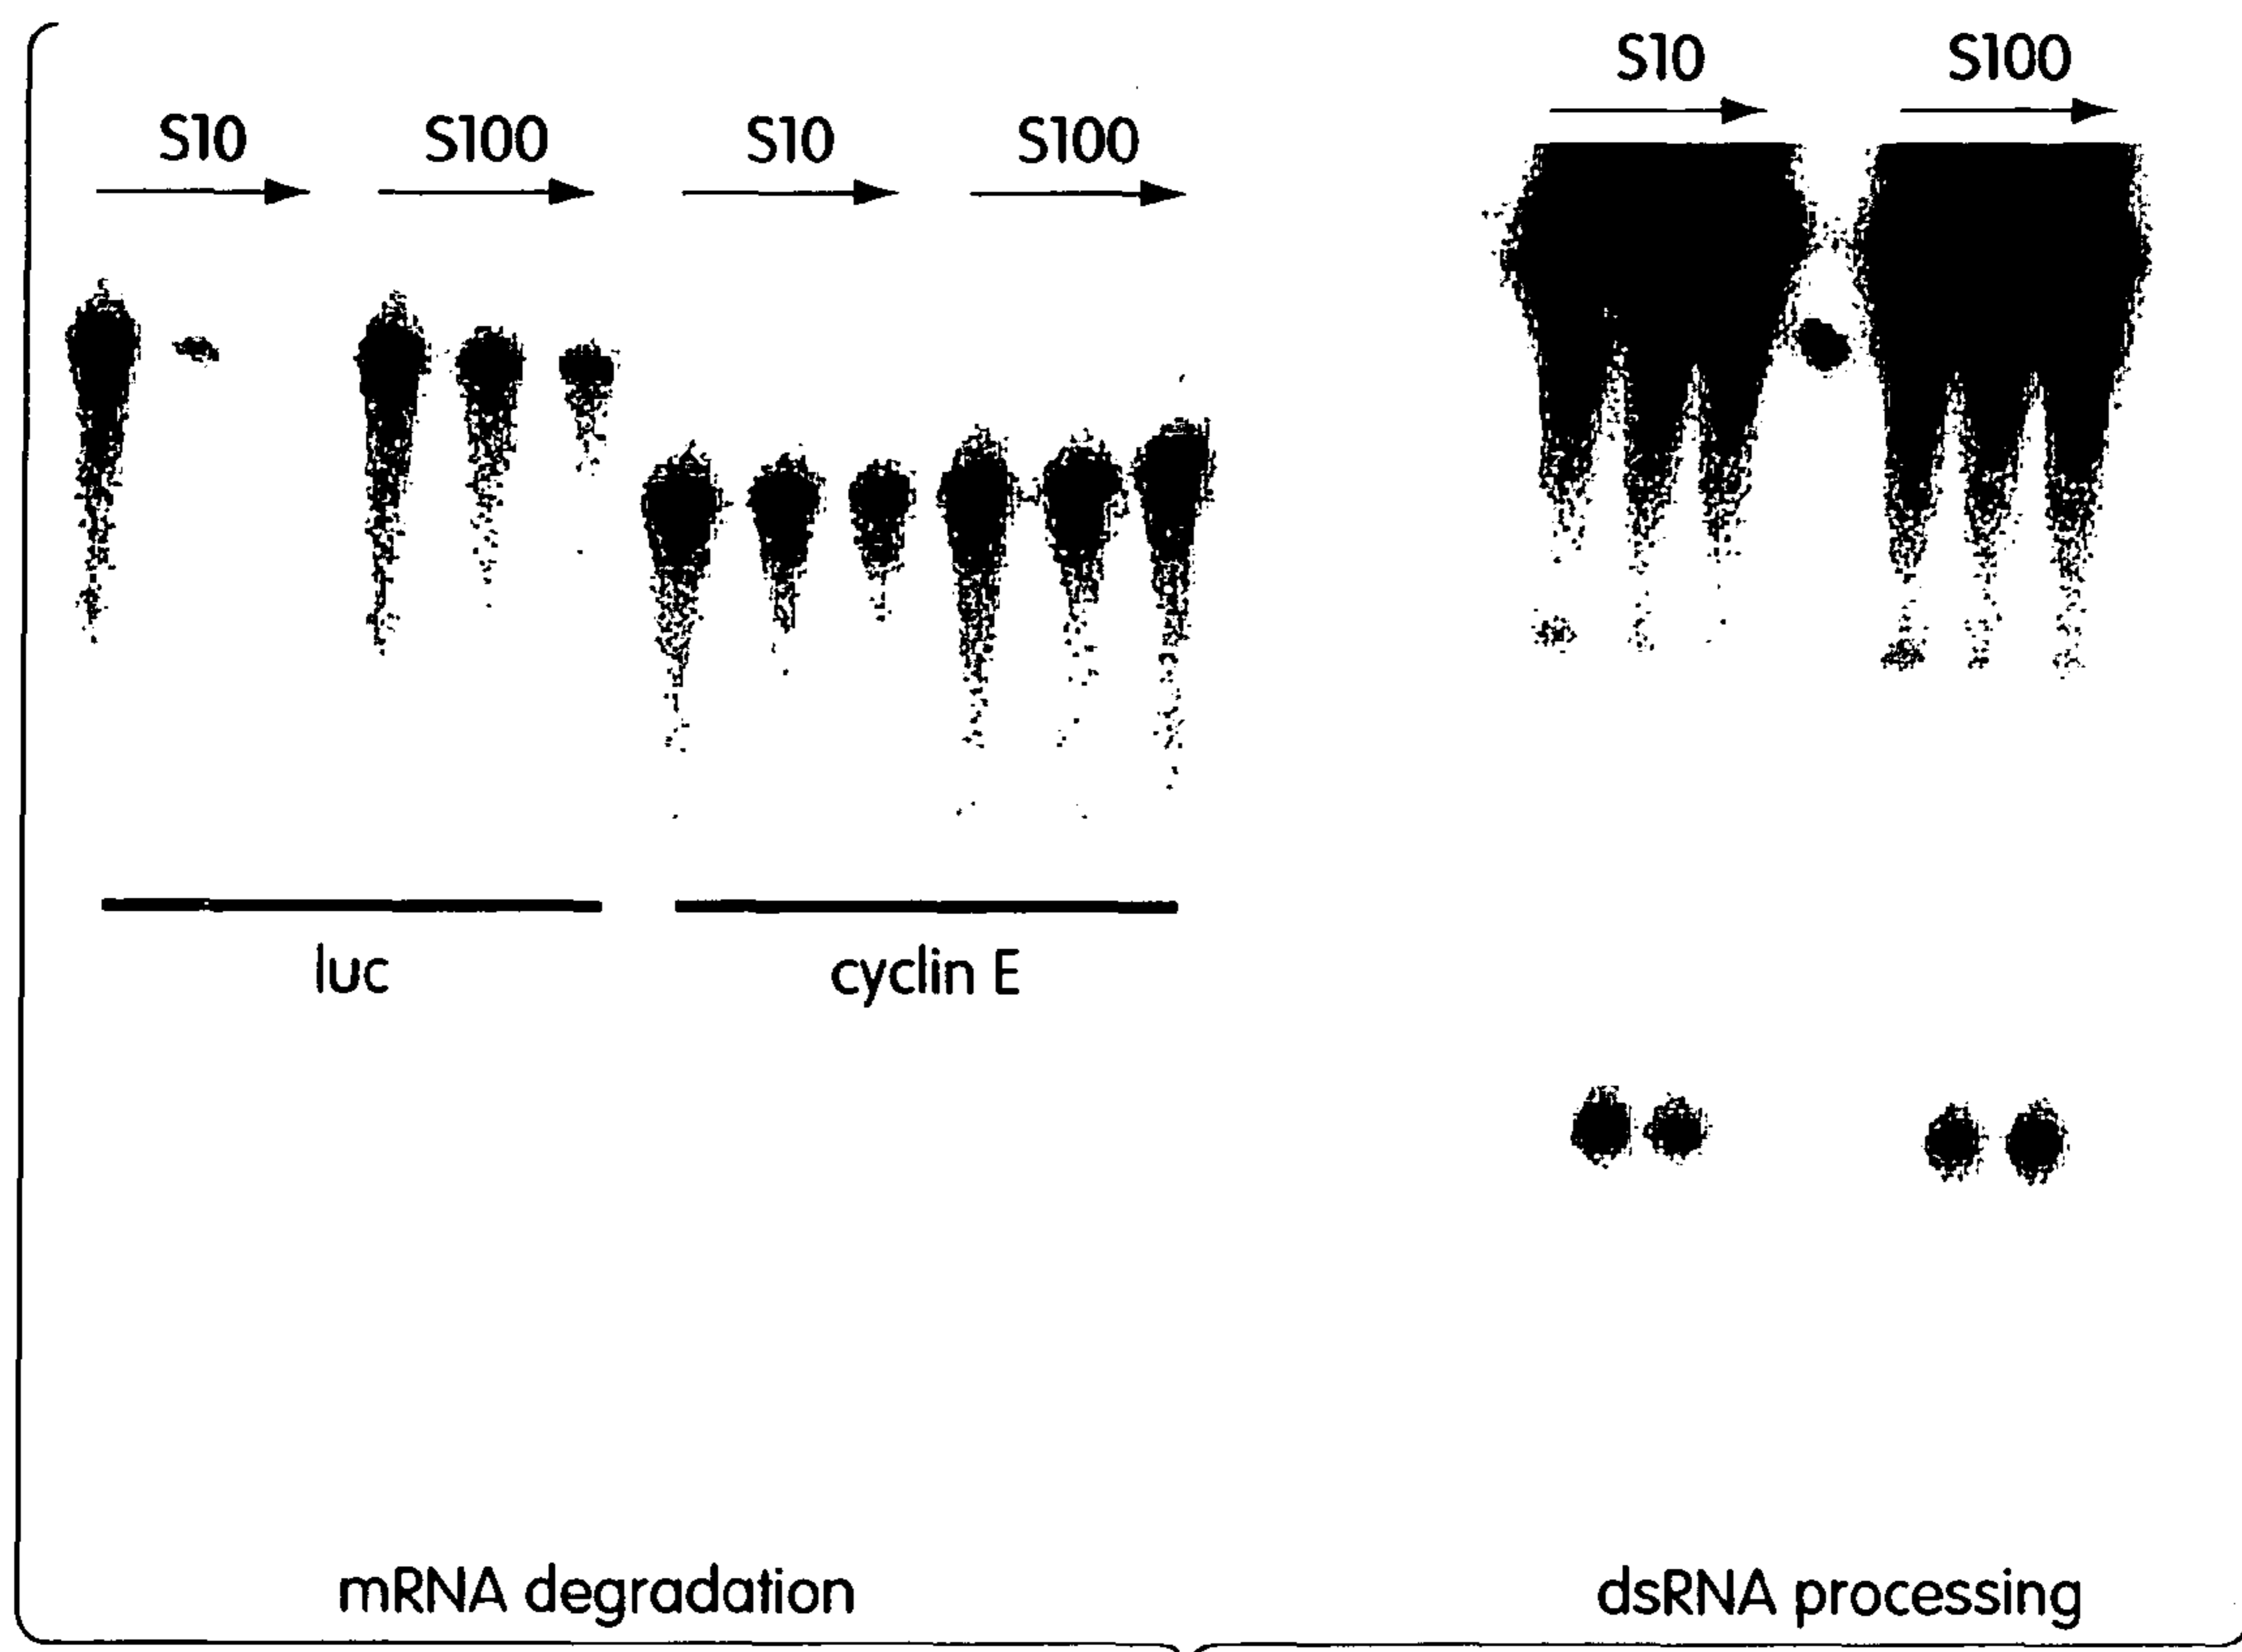 S10 S100
S10 S100 S10 S100
luc cyclin E
mRNA degradation dsRNA processing